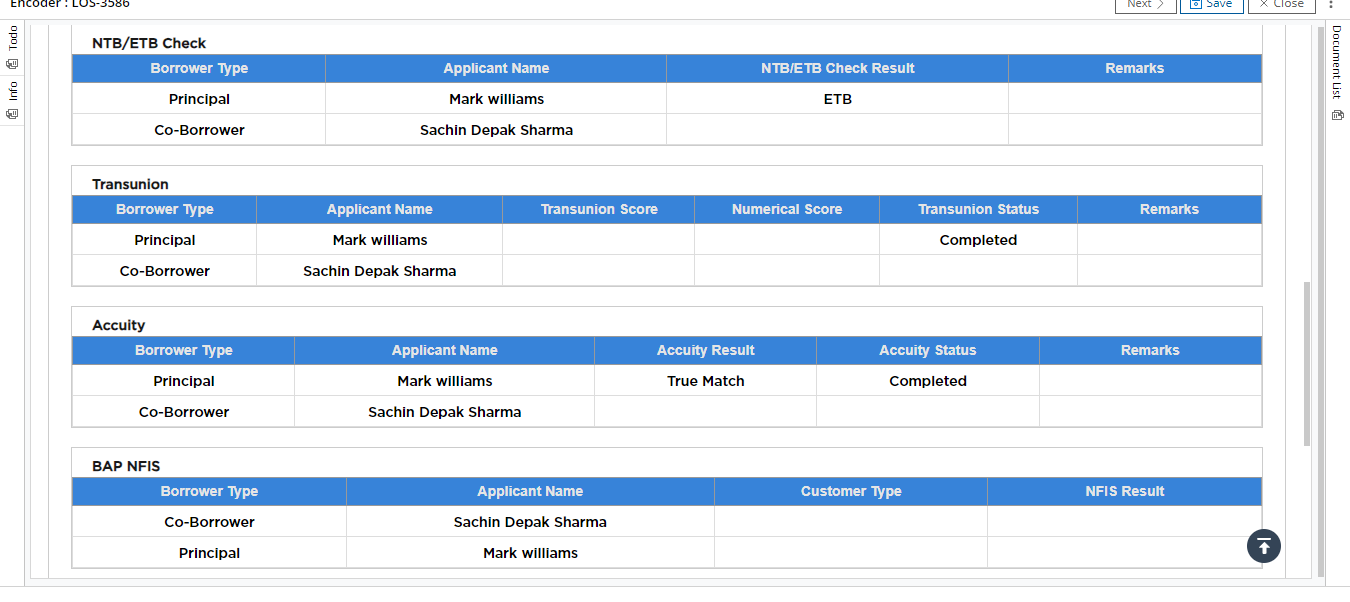 Encoder : LOS-3586
Next
Save
Close
Todo
Info
Document List
NTB/ETB Check
Borrower Type Applicant Name NTB/ETB Check Result Remarks
Principal Mark williams ETB
Co-Borrower Sachin Depak Sharma
Transunion
Borrower Type Applicant Name Transunion Score Numerical Score Transunion Status Remarks
Principal Mark williams Completed
Co-Borrower Sachin Depak Sharma
Accuity
Borrower Type Applicant Name Accuity Result Accuity Status Remarks
Principal Mark williams True Match Completed
Co-Borrower Sachin Depak Sharma
BAP NFIS
Borrower Type Applicant Name Customer Type NFIS Result
Co-Borrower Sachin Depak Sharma
Principal Mark williams